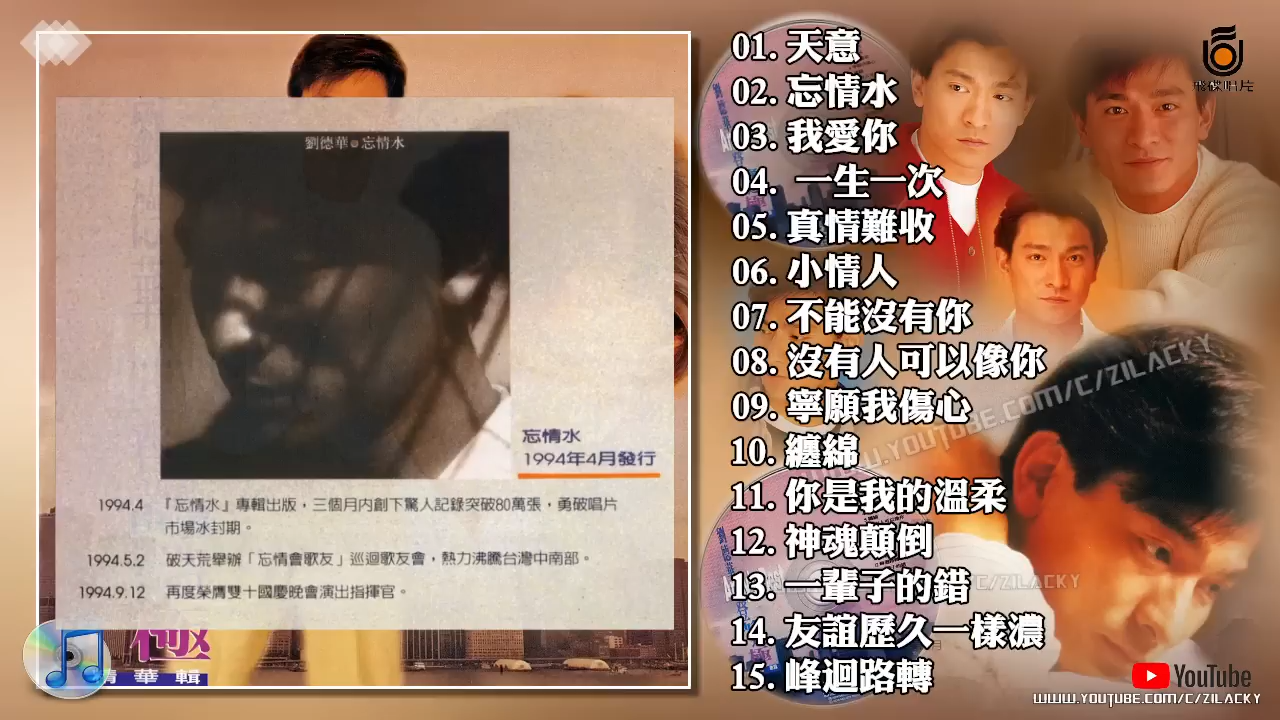 劉德華 忘情水
忘情水
1994年4月發行
1994.4 『忘情水』專輯出版，三個月內創下驚人記錄突破80萬張，勇破唱片
市場冰封期。
1994.5.2 破天荒舉辦「忘情會歌友」巡迴歌友會，熱力沸騰台灣中南部。
1994.9.12 再度榮膺雙十國慶晚會演出指揮官。
精華輯
01. 天意
02. 忘情水
03. 我愛你
04. 一生一次
05. 真情難收
06. 小情人
07. 不能沒有你
08. 沒有人可以像你
09. 寧願我傷心
10. 纏綿
11. 你是我的溫柔
12. 神魂顛倒
13. 一輩子的錯
14. 友誼歷久一樣濃
15. 峰迴路轉
飛碟唱片
WWW.YOUTUBE.COM/C/ZILACKY
C/ZILACKY
YouTube
WWW.YOUTUBE.COM/C/ZILACKY